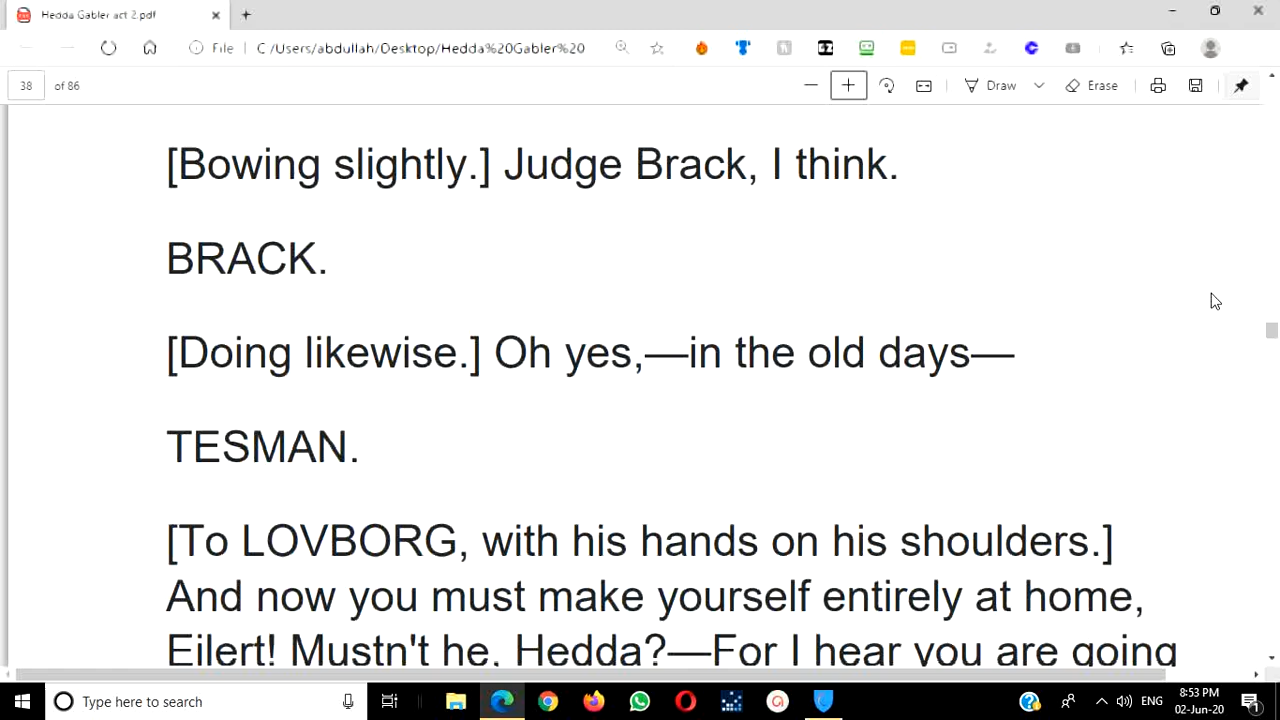 Hedda Gabler act 2.pdf
File
C:/Users/abdullah/Desktop/Hedda%20Gabler%20
38 of 86
Draw
Erase
[Bowing slightly.] Judge Brack, I think.
BRACK.
[Doing likewise.] Oh yes,—in the old days—
TESMAN.
[To LOVBORG, with his hands on his shoulders.]
And now you must make yourself entirely at home,
Eilert! Mustn't he, Hedda?—For I hear you are going
Type here to search
ENG
8:53 PM
02-Jun-20
1